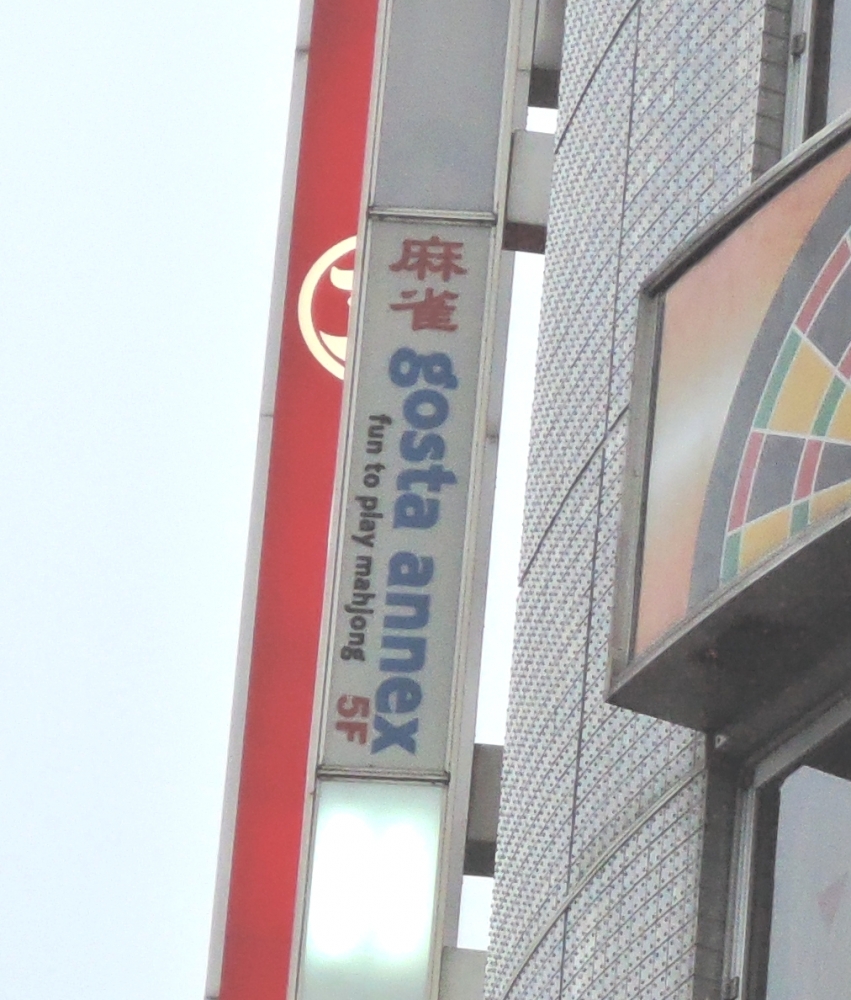 麻雀
gosta annex
fun to play mahjong
5F